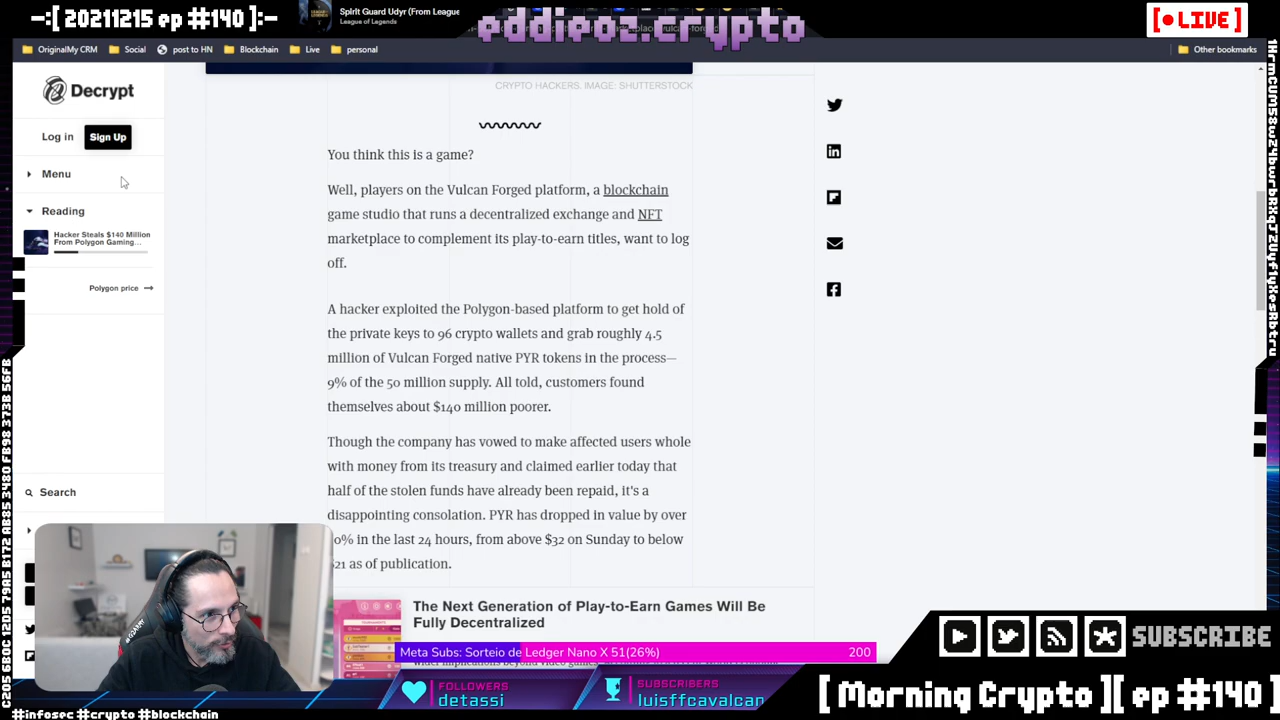 -:[ 20211215 ep #140 ]:-
Spirit Guard Udyr (From League
League of Legends
eddieoz.crypto
[ • LIVE ]
OriginalMy CRM
Social
post to HN
Blockchain
Live
personal
Other bookmarks
Decrypt
Log in
Sign Up
Menu
Reading
Hacker Steals $140 Million
From Polygon Gaming...
Polygon price
Search
CRYPTO HACKERS. IMAGE: SHUTTERSTOCK
You think this is a game?
Well, players on the Vulcan Forged platform, a blockchain
game studio that runs a decentralized exchange and NFT
marketplace to complement its play-to-earn titles, want to log
off.
A hacker exploited the Polygon-based platform to get hold of
the private keys to 96 crypto wallets and grab roughly 4.5
million of Vulcan Forged native PYR tokens in the process—
9% of the 50 million supply. All told, customers found
themselves about $140 million poorer.
Though the company has vowed to make affected users whole
with money from its treasury and claimed earlier today that
half of the stolen funds have already been repaid, it's a
disappointing consolation. PYR has dropped in value by over
0% in the last 24 hours, from above $32 on Sunday to below
21 as of publication.
The Next Generation of Play-to-Earn Games Will Be
Fully Decentralized
Meta Subs: Sorteio de Ledger Nano X 51(26%)
200
FOLLOWERS
detassi
SUBSCRIBERS
luisffcavalcan
SUBSCRIBE
[ Morning Crypto ][ ep #140 ]
#infosec #crypto #blockchain